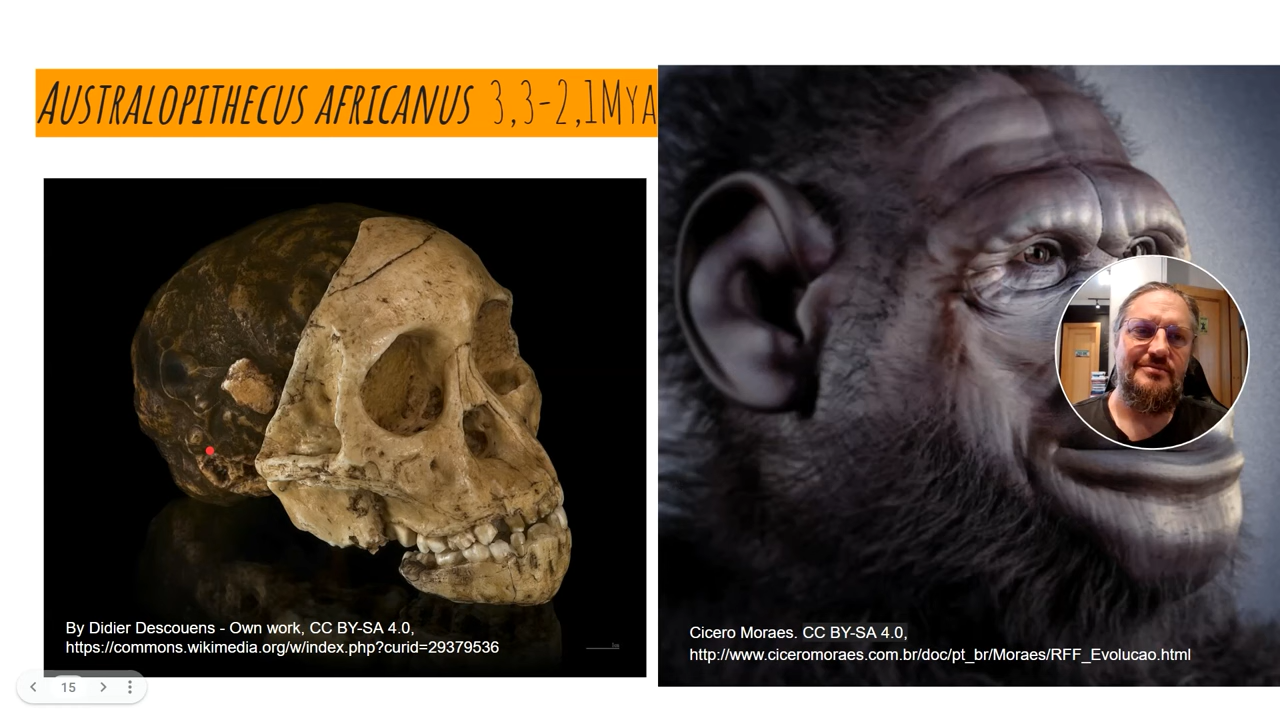 Australopithecus africanus 3,3-2,1Mya
By Didier Descouens - Own work, CC BY-SA 4.0,
https://commons.wikimedia.org/w/index.php?curid=29379536
Cicero Moraes. CC BY-SA 4.0,
http://www.ciceromoraes.com.br/doc/pt_br/Moraes/RFF_Evolucao.html
15